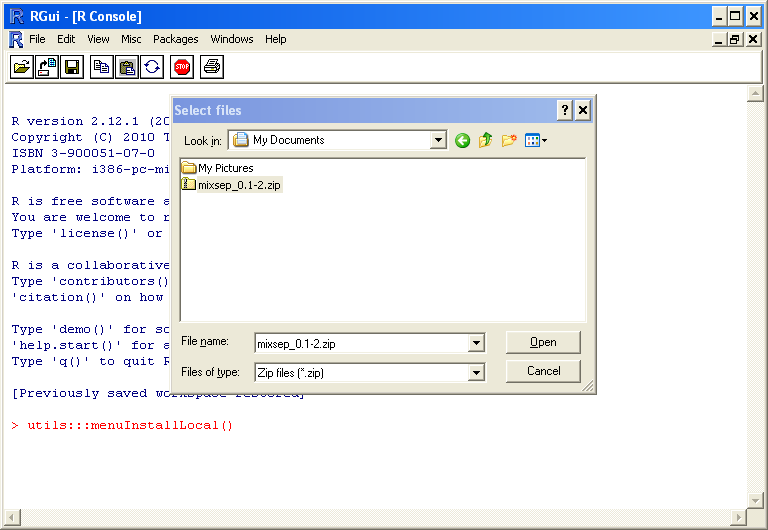 RGui - [R Console]
File Edit View Misc Packages Windows Help
STOP
R version 2.12.1 (20
Copyright (C) 2010 T
ISBN 3-900051-07-0
Platform: i386-pc-mi
R is free software a
You are welcome to r
Type 'license()' or
R is a collaborative
Type 'contributors()
'citation()' on how
Type 'demo()' for so
'help.start()' for a
Type 'q()' to quit R
[Previously saved workspace restored]
> utils:::menuInstallLocal()
Select files
Look in: My Documents
My Pictures
mixsep_0.1-2.zip
File name: mixsep_0.1-2.zip Open
Files of type: Zip files (*.zip) Cancel